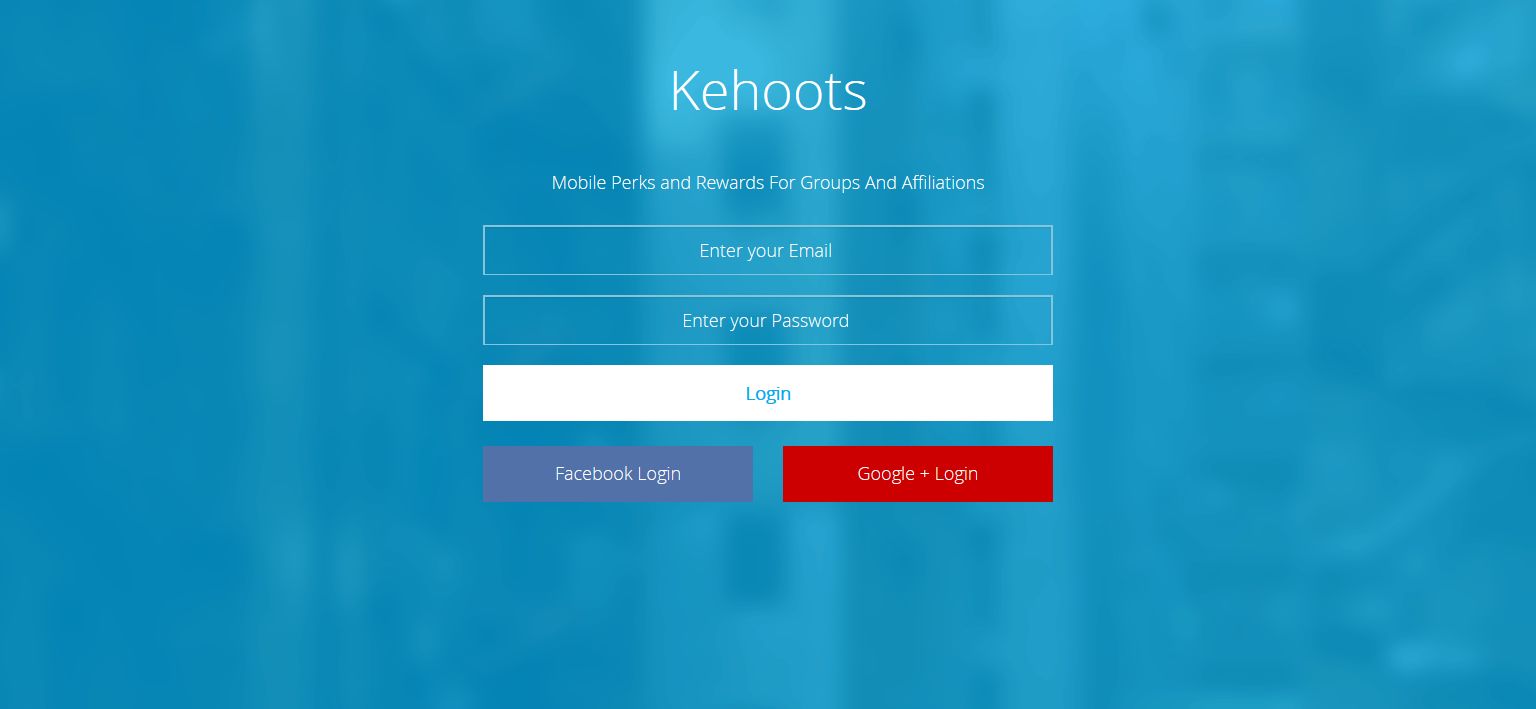 Kehoots
Mobile Perks and Rewards For Groups And Affiliations
Enter your Email
Enter your Password
Login
Facebook Login
Google + Login